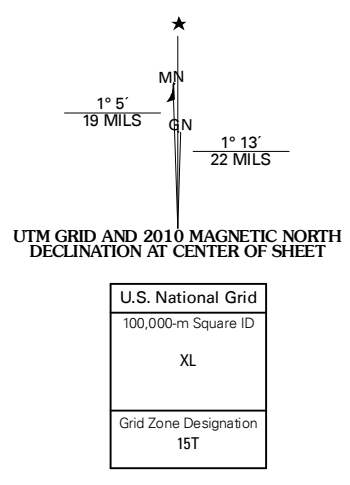 MN
1° 5´
19 MILS
GN
1° 13´
22 MILS
UTM GRID AND 2010 MAGNETIC NORTH
DECLINATION AT CENTER OF SHEET
U.S. National Grid
100,000-m Square ID
XL
Grid Zone Designation
15T